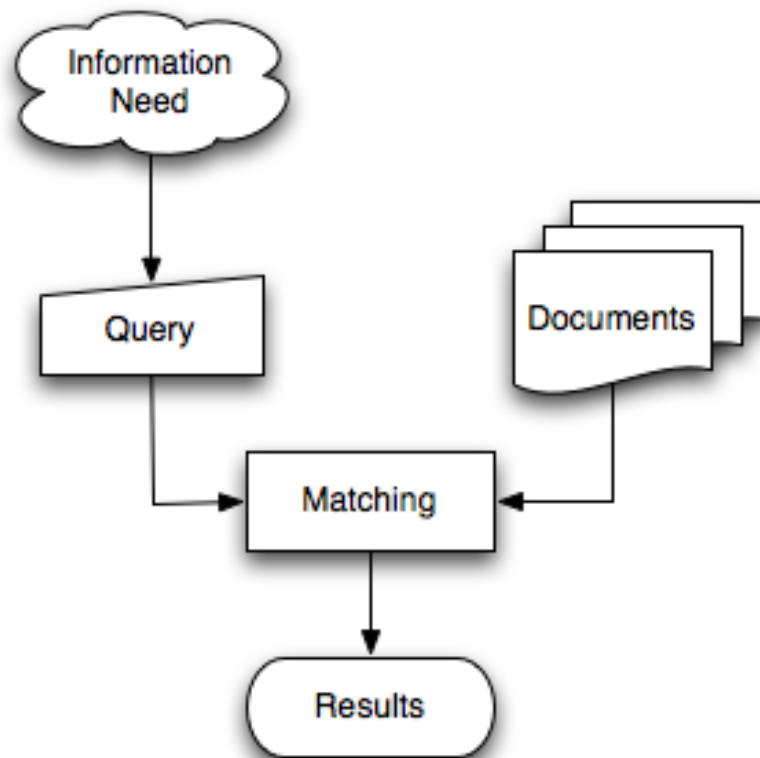 Information
Need
Query
Documents
Matching
Results